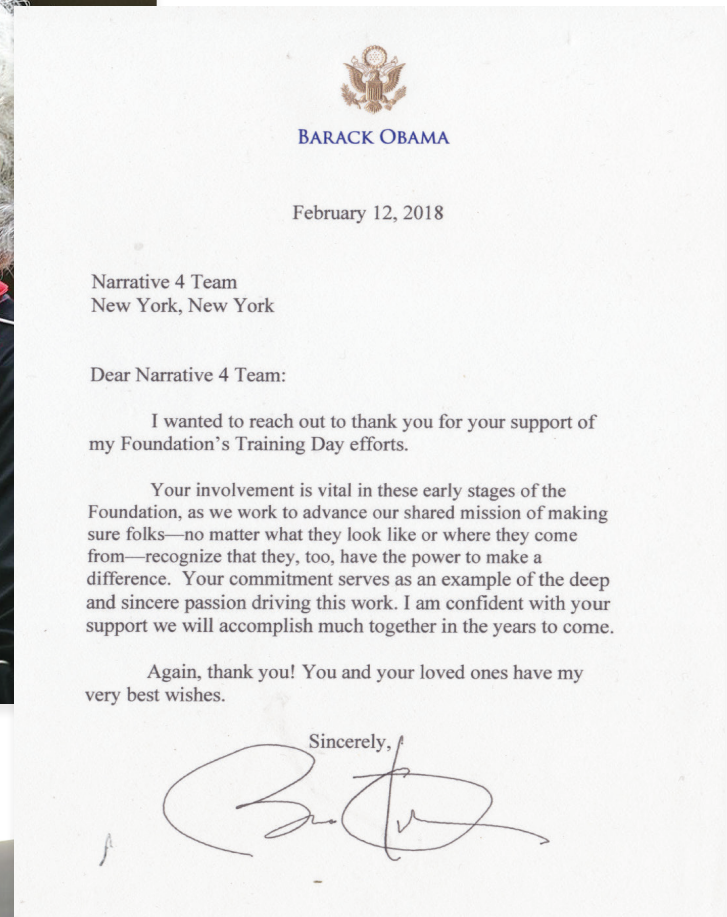 BARACK OBAMA
February 12, 2018
Narrative 4 Team
New York, New York
Dear Narrative 4 Team:
I wanted to reach out to thank you for your support of
my Foundation’s Training Day efforts.
Your involvement is vital in these early stages of the
Foundation, as we work to advance our shared mission of making
sure folks—no matter what they look like or where they come
from—recognize that they, too, have the power to make a
difference.  Your commitment serves as an example of the deep
and sincere passion driving this work. I am confident with your
support we will accomplish much together in the years to come.
Again, thank you! You and your loved ones have my
very best wishes.
Sincerely,